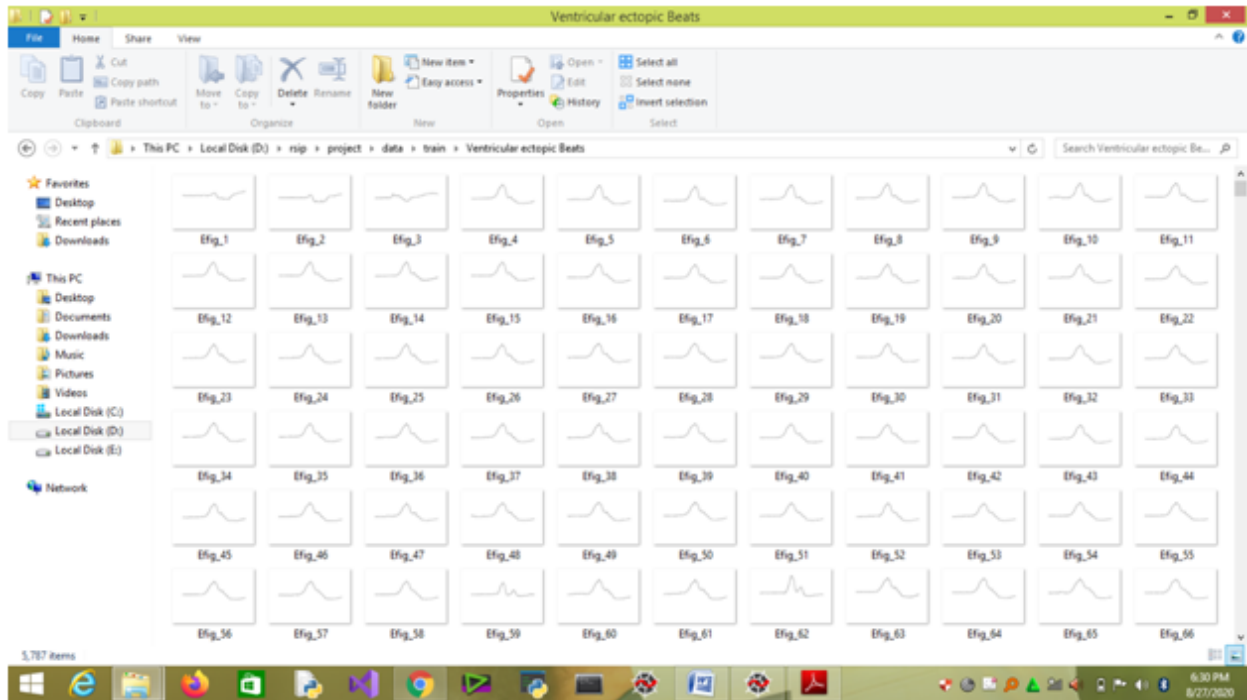 Ventricular ectopic Beats
File Home Share View
Copy
Paste
Cut
Copy path
Paste shortcut
Clipboard
Move to
Copy to
Delete
Rename
Organize
New folder
New item
Easy access
New
Properties
Open
Edit
History
Open
Select all
Select none
Invert selection
Select
This PC Local Disk (D:) rsip project data train Ventricular ectopic Beats
Search Ventricular ectopic Be...
Favorites
Desktop
Recent places
Downloads
This PC
Desktop
Documents
Downloads
Music
Pictures
Videos
Local Disk (C:)
Local Disk (D:)
Local Disk (E:)
Network
Efig_1 Efig_2 Efig_3 Efig_4 Efig_5 Efig_6 Efig_7 Efig_8 Efig_9 Efig_10 Efig_11
Efig_12 Efig_13 Efig_14 Efig_15 Efig_16 Efig_17 Efig_18 Efig_19 Efig_20 Efig_21 Efig_22
Efig_23 Efig_24 Efig_25 Efig_26 Efig_27 Efig_28 Efig_29 Efig_30 Efig_31 Efig_32 Efig_33
Efig_34 Efig_35 Efig_36 Efig_37 Efig_38 Efig_39 Efig_40 Efig_41 Efig_42 Efig_43 Efig_44
Efig_45 Efig_46 Efig_47 Efig_48 Efig_49 Efig_50 Efig_51 Efig_52 Efig_53 Efig_54 Efig_55
Efig_56 Efig_57 Efig_58 Efig_59 Efig_60 Efig_61 Efig_62 Efig_63 Efig_64 Efig_65 Efig_66
5,787 items
6:30 PM
8/27/2020